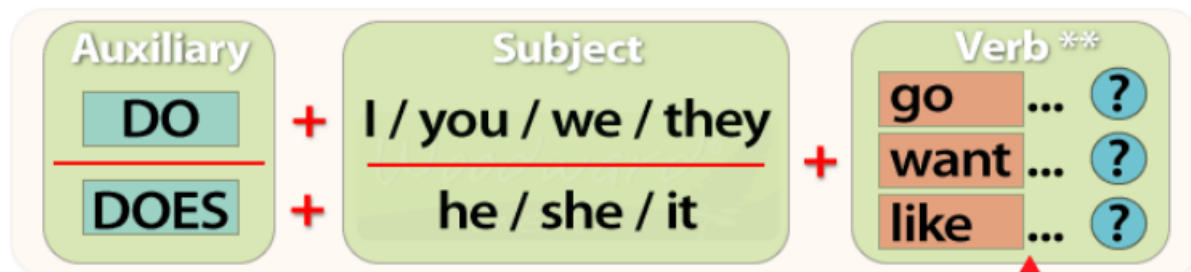 Auxiliary
DO
DOES
+
+
Subject
I / you / we / they
he / she / it
+
Verb **
go ... ?
want ... ?
like ... ?